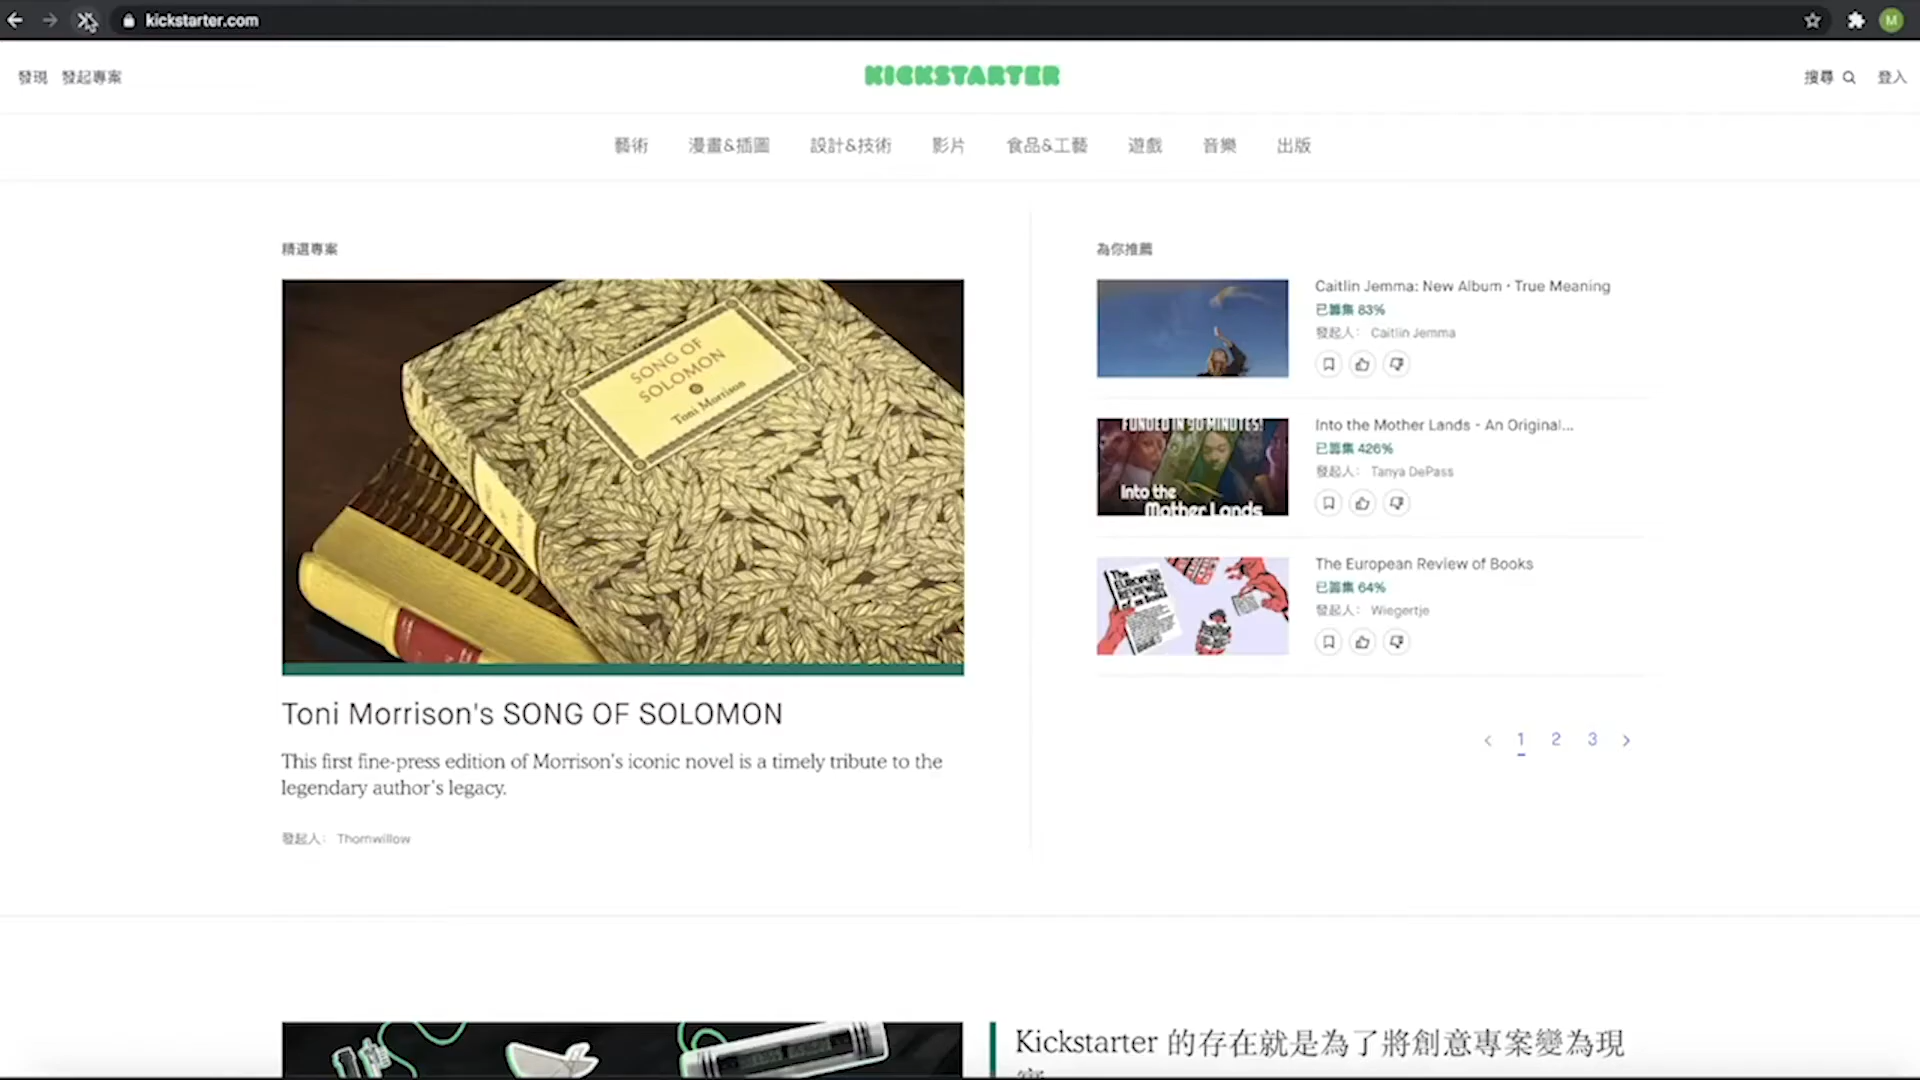 kickstarter.com
M
發現 發起專案
KICKSTARTER
搜尋 登入
藝術 漫畫&插圖 設計&技術 影片 食品&工藝 遊戲 音樂 出版
精選專案
SONG OF
SOLOMON
Toni Morrison
Toni Morrison's SONG OF SOLOMON
This first fine-press edition of Morrison's iconic novel is a timely tribute to the
legendary author's legacy.
發起人： Thornwillow
為你推薦
Caitlin Jemma: New Album · True Meaning
已籌集 83%
發起人： Caitlin Jemma
FUNDED IN 90 MINUTES!
Into the
Mother Lands
Into the Mother Lands - An Original...
已籌集 426%
發起人： Tanya DePass
The
EUROPEAN
REVIEW
of Books
The European Review of Books
已籌集 64%
發起人： Wiegertje
1 2 3
Kickstarter 的存在就是為了將創意專案變為現